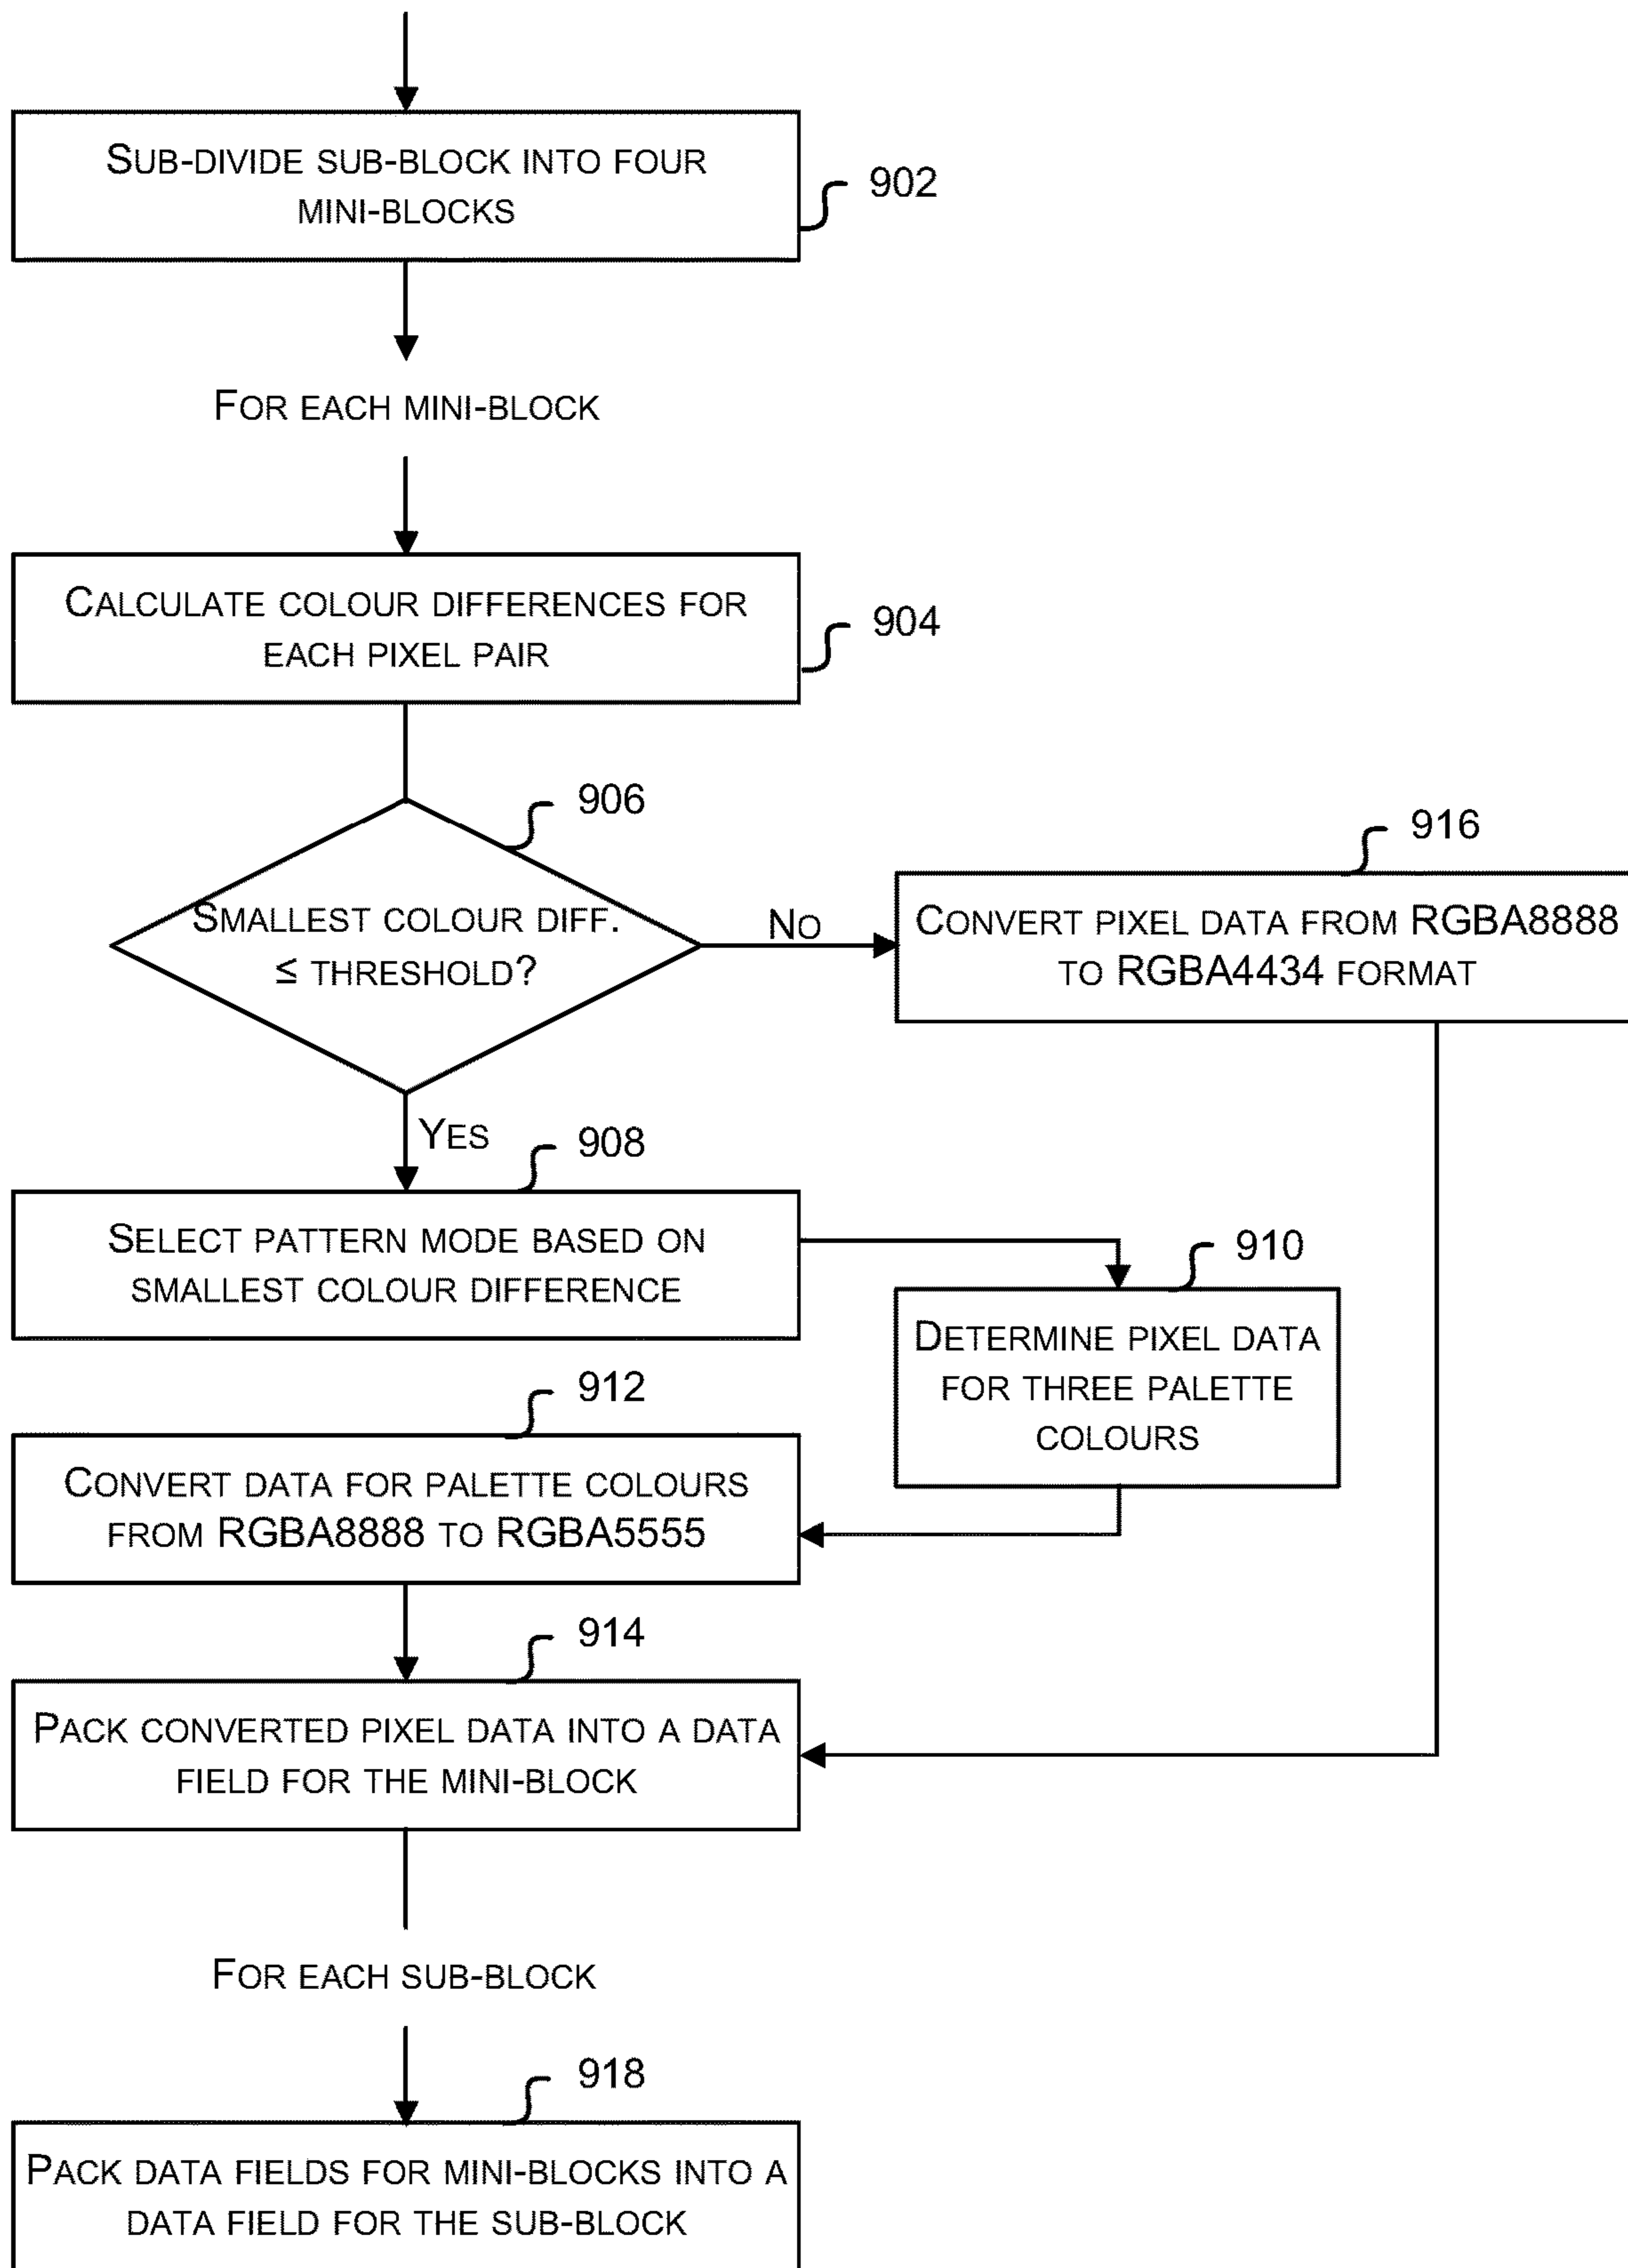 SUB-DIVIDE SUB-BLOCK INTO FOUR
MINI-BLOCKS
902
FOR EACH MINI-BLOCK
CALCULATE COLOUR DIFFERENCES FOR
EACH PIXEL PAIR
904
906
SMALLEST COLOUR DIFF.
≤ THRESHOLD?
NO
916
CONVERT PIXEL DATA FROM RGBA8888
TO RGBA4434 FORMAT
YES
908
SELECT PATTERN MODE BASED ON
SMALLEST COLOUR DIFFERENCE
910
DETERMINE PIXEL DATA
FOR THREE PALETTE
COLOURS
912
CONVERT DATA FOR PALETTE COLOURS
FROM RGBA8888 TO RGBA5555
914
PACK CONVERTED PIXEL DATA INTO A DATA
FIELD FOR THE MINI-BLOCK
FOR EACH SUB-BLOCK
918
PACK DATA FIELDS FOR MINI-BLOCKS INTO A
DATA FIELD FOR THE SUB-BLOCK